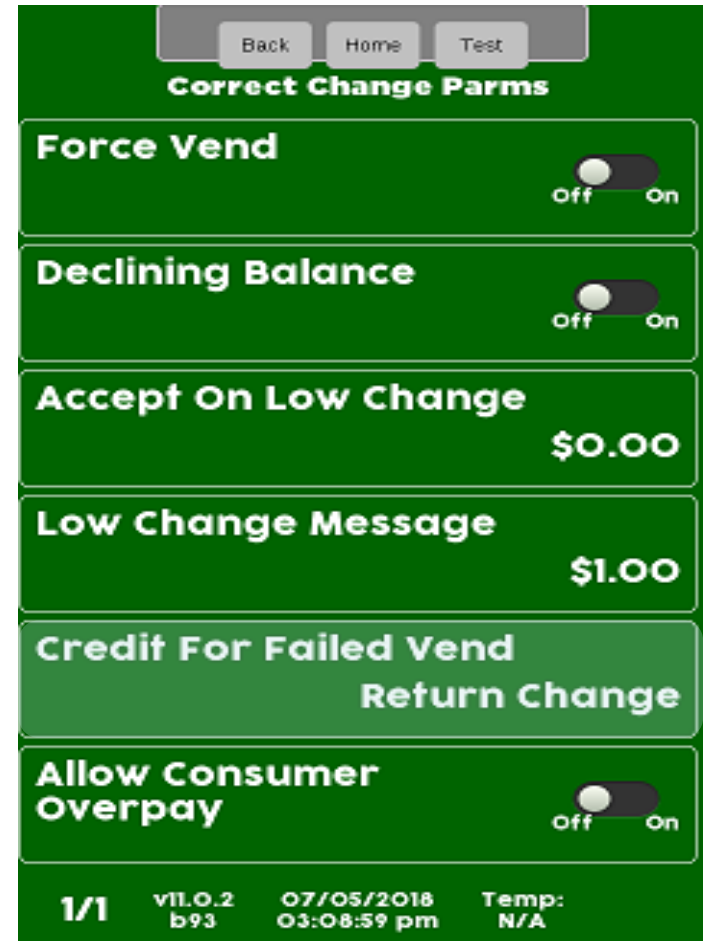 Back Home Test
Correct Change Parms
Force Vend
Off On
Declining Balance
Off On
Accept On Low Change
$0.00
Low Change Message
$1.00
Credit For Failed Vend
Return Change
Allow Consumer
Overpay
Off On
1/1 v11.0.2 07/05/2018 Temp:
b93 03:08:59 pm N/A